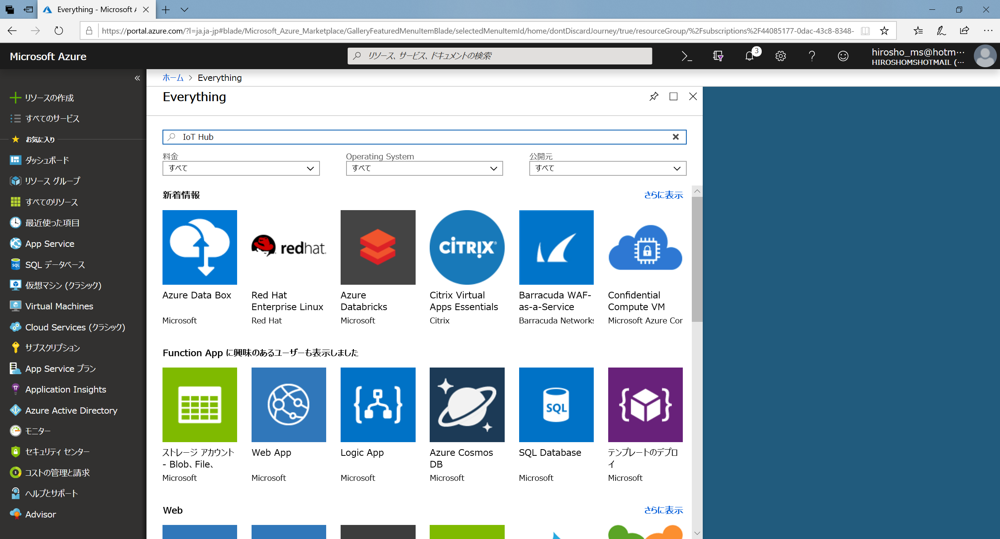 Everything - Microsoft A
https://portal.azure.com/?l=ja.ja-jp#blade/Microsoft_Azure_Marketplace/GalleryFeaturedMenuItemBlade/selectedMenuItemId/home/dontDiscardJourney/true/resourceGroup/%2Fsubscriptions%2F44085177-0dac-43c8-8348-
Microsoft Azure
リソース、サービス、ドキュメントの検索
3
hirosho_ms@hotm…
HIROSHOMSHOTMAIL (…
ホーム > Everything
リソースの作成
すべてのサービス
お気に入り
ダッシュボード
リソース グループ
すべてのリソース
最近使った項目
App Service
SQL データベース
仮想マシン (クラシック)
Virtual Machines
Cloud Services (クラシック)
サブスクリプション
App Service プラン
Application Insights
Azure Active Directory
モニター
セキュリティ センター
コストの管理と請求
ヘルプとサポート
Advisor
Everything
IoT Hub
料金
すべて
Operating System
すべて
公開元
すべて
新着情報
さらに表示
redhat.
CİTRIX®
Azure Data Box
Microsoft
Red Hat
Enterprise Linux
Red Hat
Azure
Databricks
Microsoft
Citrix Virtual
Apps Essentials
Citrix
Barracuda WAF-
as-a-Service
Barracuda Networks
Confidential
Compute VM
Microsoft Azure Cor
Function App に興味のあるユーザーも表示しました
SQL
ストレージ アカウント
- Blob、File、
Microsoft
Web App
Microsoft
Logic App
Microsoft
Azure Cosmos
DB
Microsoft
SQL Database
Microsoft
テンプレートのデプロ
イ
Microsoft
Web
さらに表示